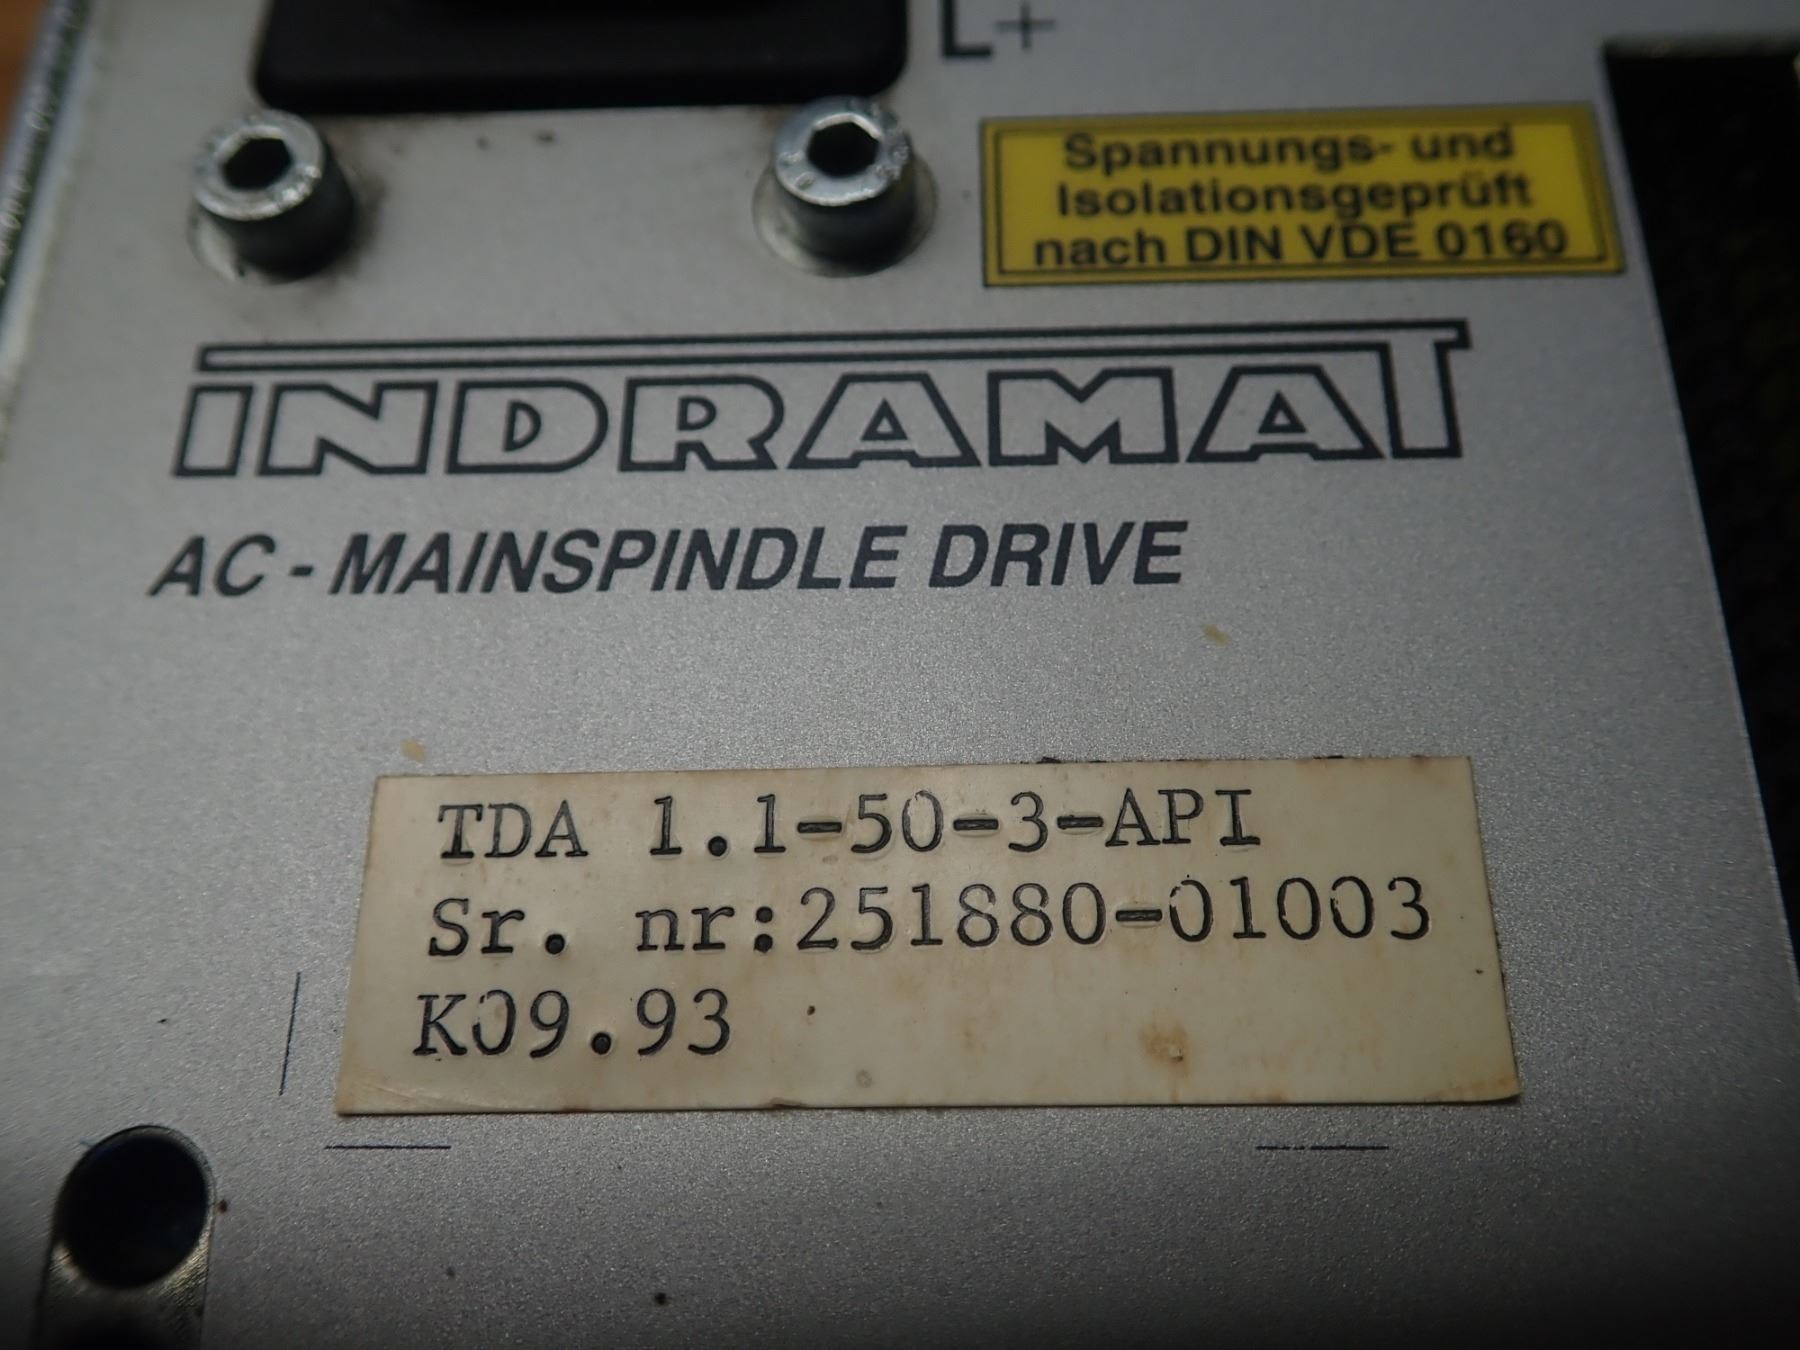 L+
Spannungs- und
Isolationsgeprüft
nach DIN VDE 0160
INDRAMAT
AC - MAINSPINDLE DRIVE
TDA 1.1-50-3-API
Sr. nr:251880-01003
K09.93